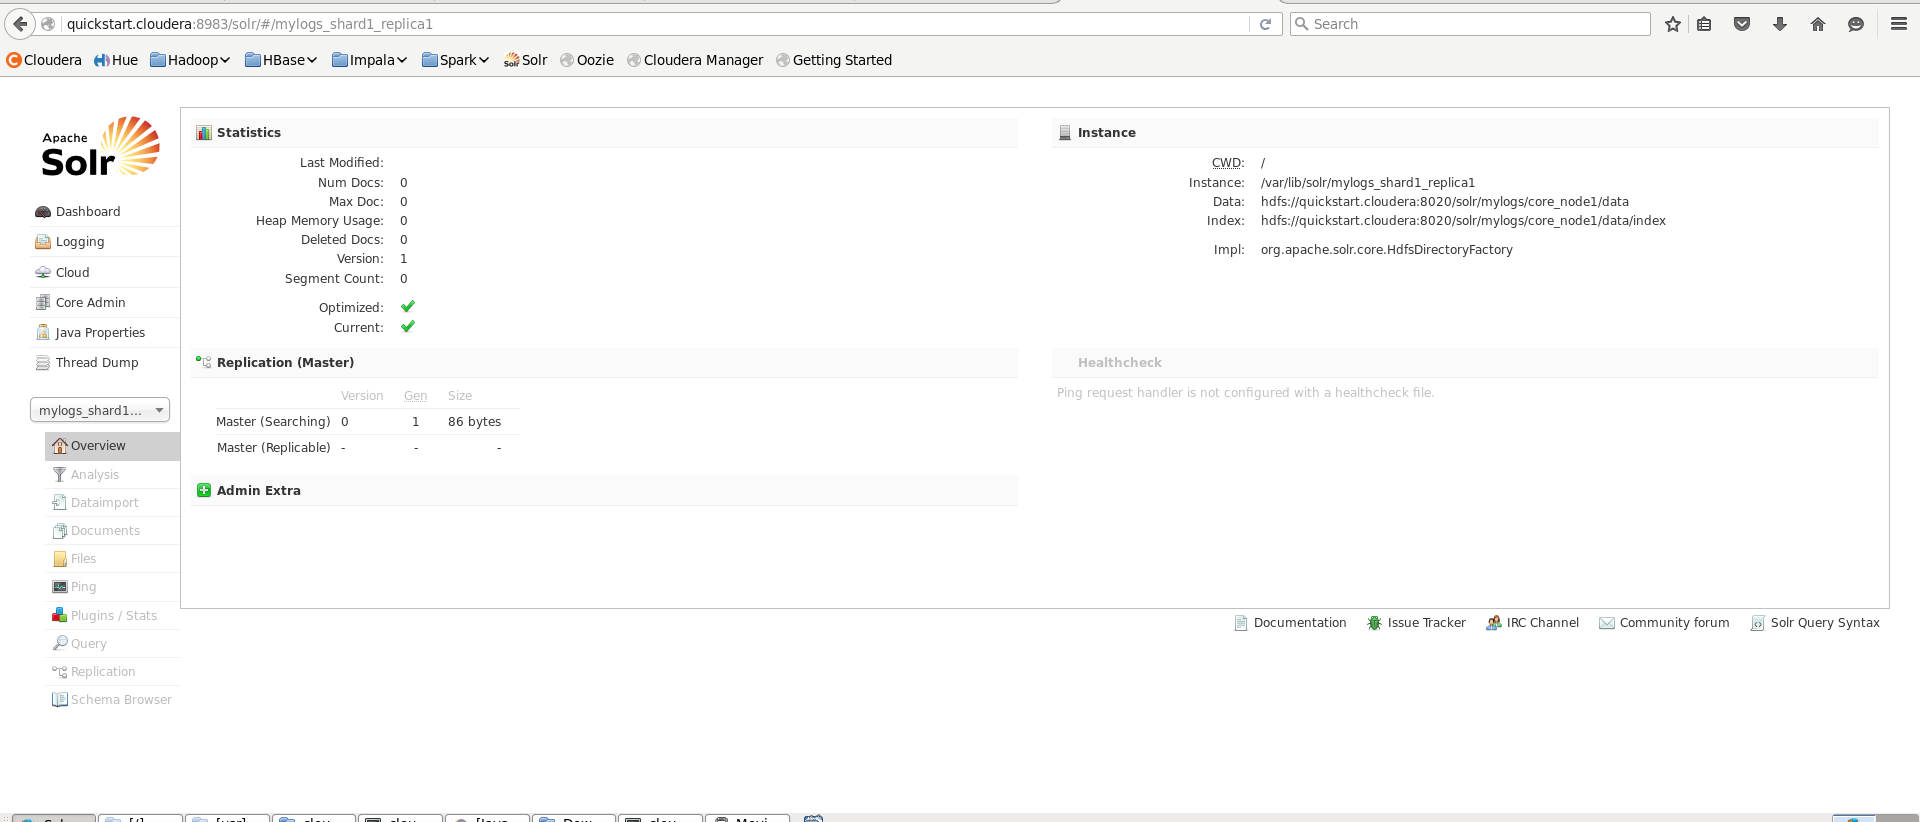 quickstart.cloudera:8983/solr/#/mylogs_shard1_replica1
Search
Cloudera Hue Hadoop HBase Impala Spark Solr Oozie Cloudera Manager Getting Started
Apache
Solr
Dashboard
Logging
Cloud
Core Admin
Java Properties
Thread Dump
mylogs_shard1...
Overview
Analysis
Dataimport
Documents
Files
Ping
Plugins / Stats
Query
Replication
Schema Browser
Statistics
Last Modified:
Num Docs: 0
Max Doc: 0
Heap Memory Usage: 0
Deleted Docs: 0
Version: 1
Segment Count: 0
Optimized:
Current:
Instance
CWD: /
Instance: /var/lib/solr/mylogs_shard1_replica1
Data: hdfs://quickstart.cloudera:8020/solr/mylogs/core_node1/data
Index: hdfs://quickstart.cloudera:8020/solr/mylogs/core_node1/data/index
Impl: org.apache.solr.core.HdfsDirectoryFactory
Replication (Master)
Version Gen Size
Master (Searching) 0 1 86 bytes
Master (Replicable) - - -
Healthcheck
Ping request handler is not configured with a healthcheck file.
Admin Extra
Documentation Issue Tracker IRC Channel Community forum Solr Query Syntax